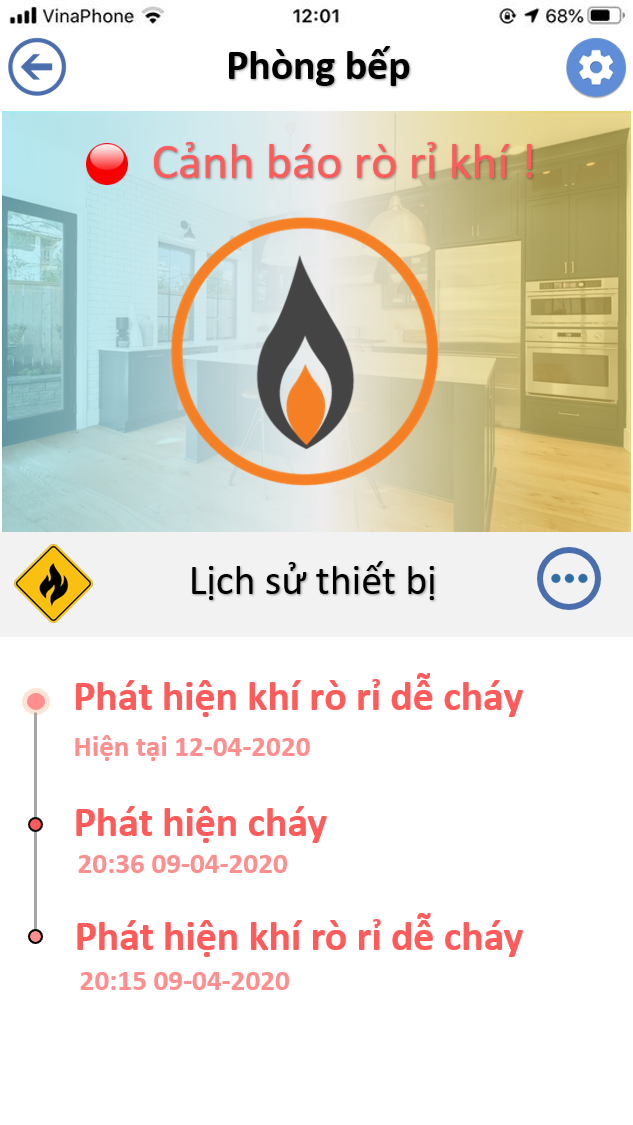 VinaPhone 12:01 68%
Phòng bếp
Cảnh báo rò rỉ khí !
Lịch sử thiết bị
Phát hiện khí rò rỉ dễ cháy
Hiện tại 12-04-2020
Phát hiện cháy
20:36 09-04-2020
Phát hiện khí rò rỉ dễ cháy
20:15 09-04-2020